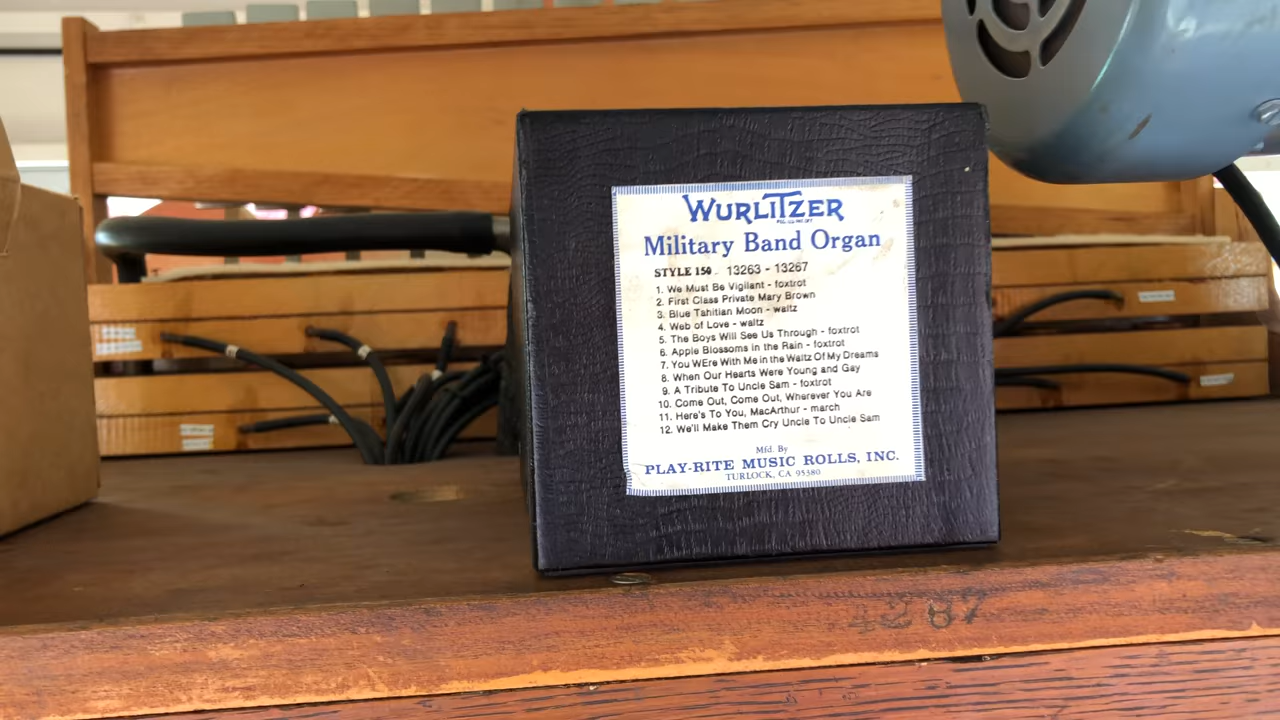 WURLITZER
Military Band Organ
STYLE 150 13263 - 13267
1. We Must Be Vigilant - foxtrot
2. First Class Private Mary Brown
3. Blue Tahitian Moon - waltz
4. Web of Love - waltz
5. The Boys Will See Us Through - foxtrot
6. Apple Blossoms in the Rain - foxtrot
7. You WEre With Me in the Waltz Of My Dreams
8. When Our Hearts Were Young and Gay
9. A Tribute To Uncle Sam - foxtrot
10. Come Out, Come Out, Wherever You Are
11. Here's To You, MacArthur - march
12. We'll Make Them Cry Uncle To Uncle Sam
Mfd. By
PLAY-RITE MUSIC ROLLS, INC.
TURLOCK, CA 95380
4287